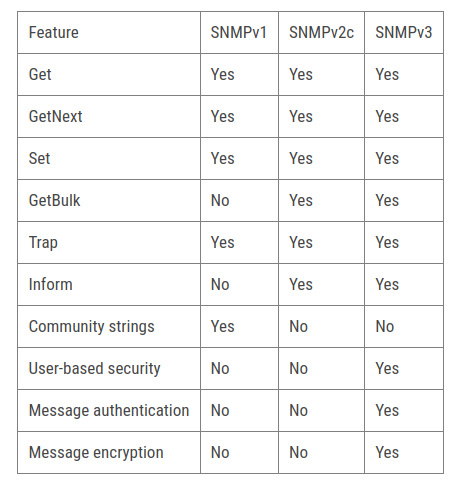 Feature SNMPv1 SNMPv2c SNMPv3
Get Yes Yes Yes
GetNext Yes Yes Yes
Set Yes Yes Yes
GetBulk No Yes Yes
Trap Yes Yes Yes
Inform No Yes Yes
Community strings Yes No No
User-based security No No Yes
Message authentication No No Yes
Message encryption No No Yes